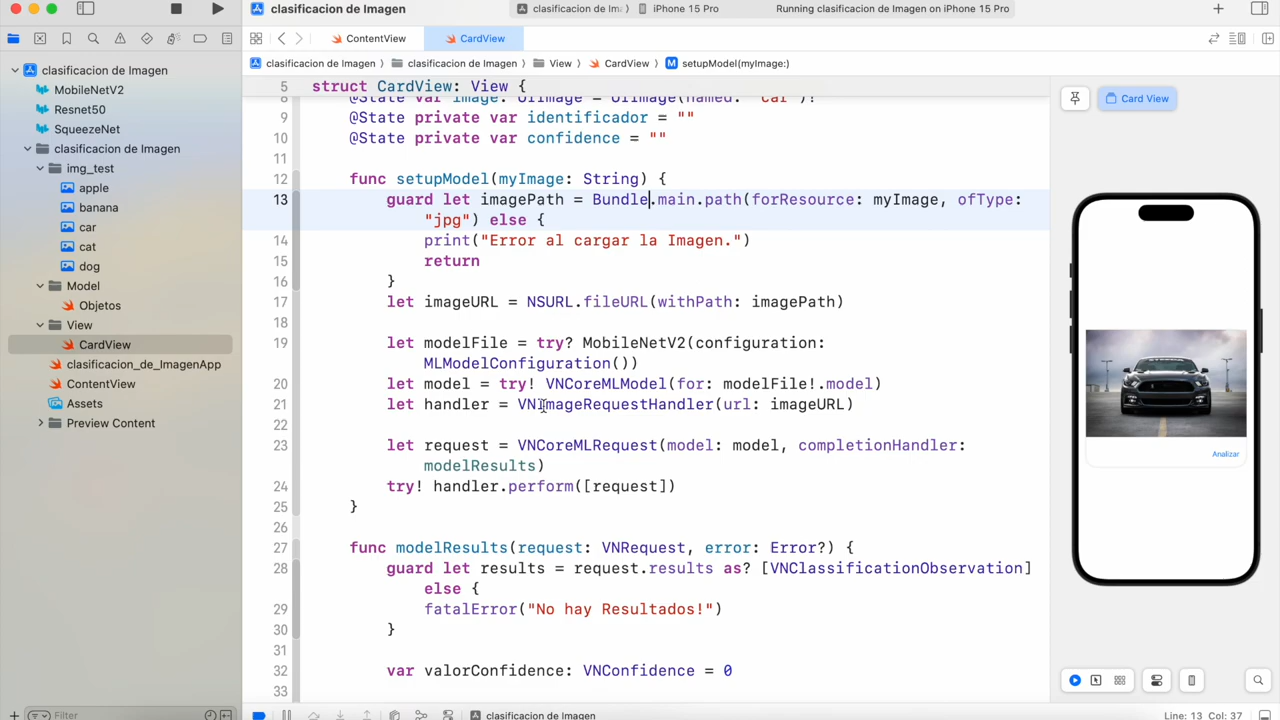 clasificacion de Imagen
clasificacion de Im
iPhone 15 Pro
Running clasificacion de Imagen on iPhone 15 Pro
ContentView
CardView
clasificacion de Imagen
clasificacion de Imagen
View
CardView
M
setupModel(myImage:)
clasificacion de Imagen
MobileNetV2
Resnet50
SqueezeNet
clasificacion de Imagen
img_test
apple
banana
car
cat
dog
Model
Objetos
View
CardView
clasificacion_de_ImagenApp
ContentView
Assets
Preview Content
Filter
5 struct CardView: View {
8 @State var image: UIImage = UIImage(named: "car")!
9 @State private var identificador = ""
10 @State private var confidence = ""
11
12 func setupModel(myImage: String) {
13 guard let imagePath = Bundle.main.path(forResource: myImage, ofType:
"jpg") else {
14 print("Error al cargar la Imagen.")
15 return
16 }
17 let imageURL = NSURL.fileURL(withPath: imagePath)
18
19 let modelFile = try? MobileNetV2(configuration:
MLModelConfiguration())
20 let model = try! VNCoreMLModel(for: modelFile!.model)
21 let handler = VNImageRequestHandler(url: imageURL)
22
23 let request = VNCoreMLRequest(model: model, completionHandler:
modelResults)
24 try! handler.perform([request])
25 }
26
27 func modelResults(request: VNRequest, error: Error?) {
28 guard let results = request.results as? [VNClassificationObservation]
else {
29 fatalError("No hay Resultados!")
30 }
31
32 var valorConfidence: VNConfidence = 0
33
Card View
Analizar
clasificacion de Imagen
Line: 13 Col: 37